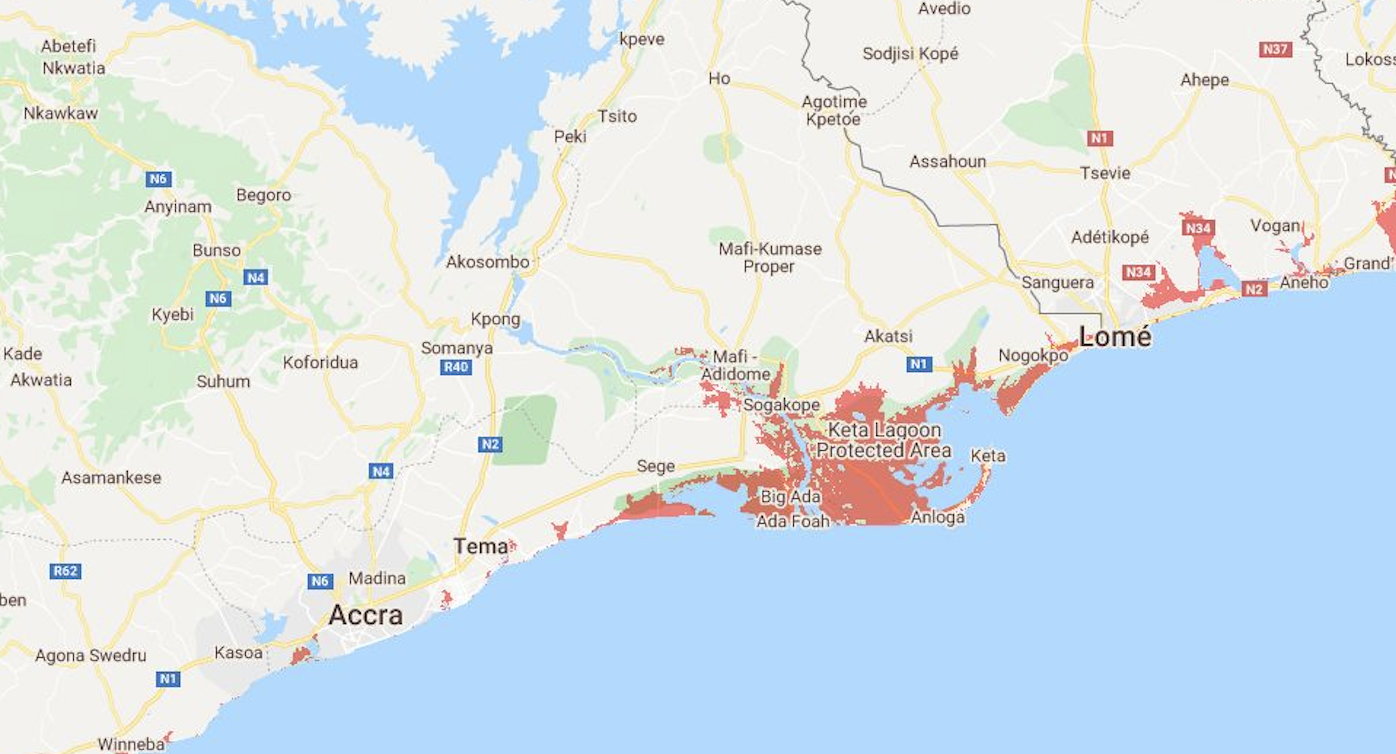 Avedio
kpeve
Abetefi
Nkwatia
Sodjisi Kopé
N37
Lokoss
Ho
Ahepe
Nkawkaw
Agotime
Kpetoe
Tsito
Peki
N1
Assahoun
Tsevie
N6
N
Begoro
Anyinam
Vogan
N34
Adétikopé
Bunso
Mafi-Kumase
Proper
Akosombo
Grand'
N4
N34
Sanguera
Aneho
N2
N6
Kyebi
Kpong
Lomé
Akatsi
Somanya
Kade
Koforidua
Mafi -
Adidome
Nogokpo
N1
R40
Akwatia
Suhum
Sogakope
Keta Lagoon
Protected Area
N2
Keta
Sege
N4
Asamankese
Big Ada
Anloga
Ada Foah
Tema
R62
N6
Madina
ben
Accra
Kasoa
Agona Swedru
N1
Winneba